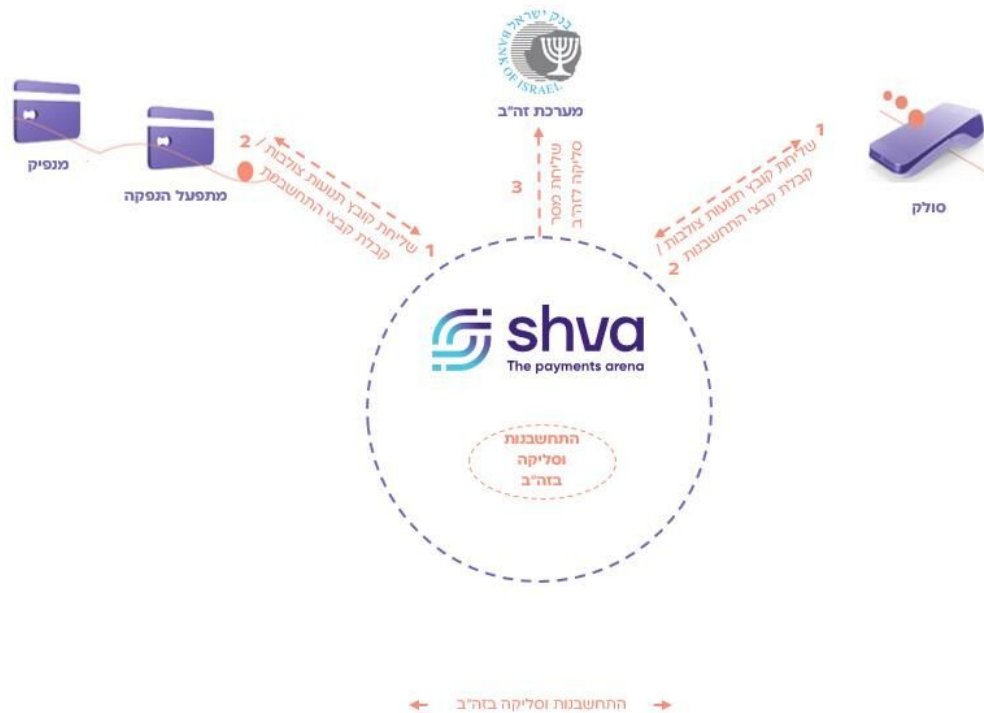 בנק ישראל
BANK OF ISRAEL
מערכת זה"ב
מנפיק
מתפעל הנפקה
סולק
2
שליחת קובץ תנועות צולבות /
קבלת קבצי התחשבנות
1
3
שליחת מסר
סליקה לזה"ב
1
שליחת קובץ תנועות צולבות /
קבלת קבצי התחשבנות
2
shva
The payments arena
התחשבנות
וסליקה
בזה"ב
התחשבנות וסליקה בזה"ב